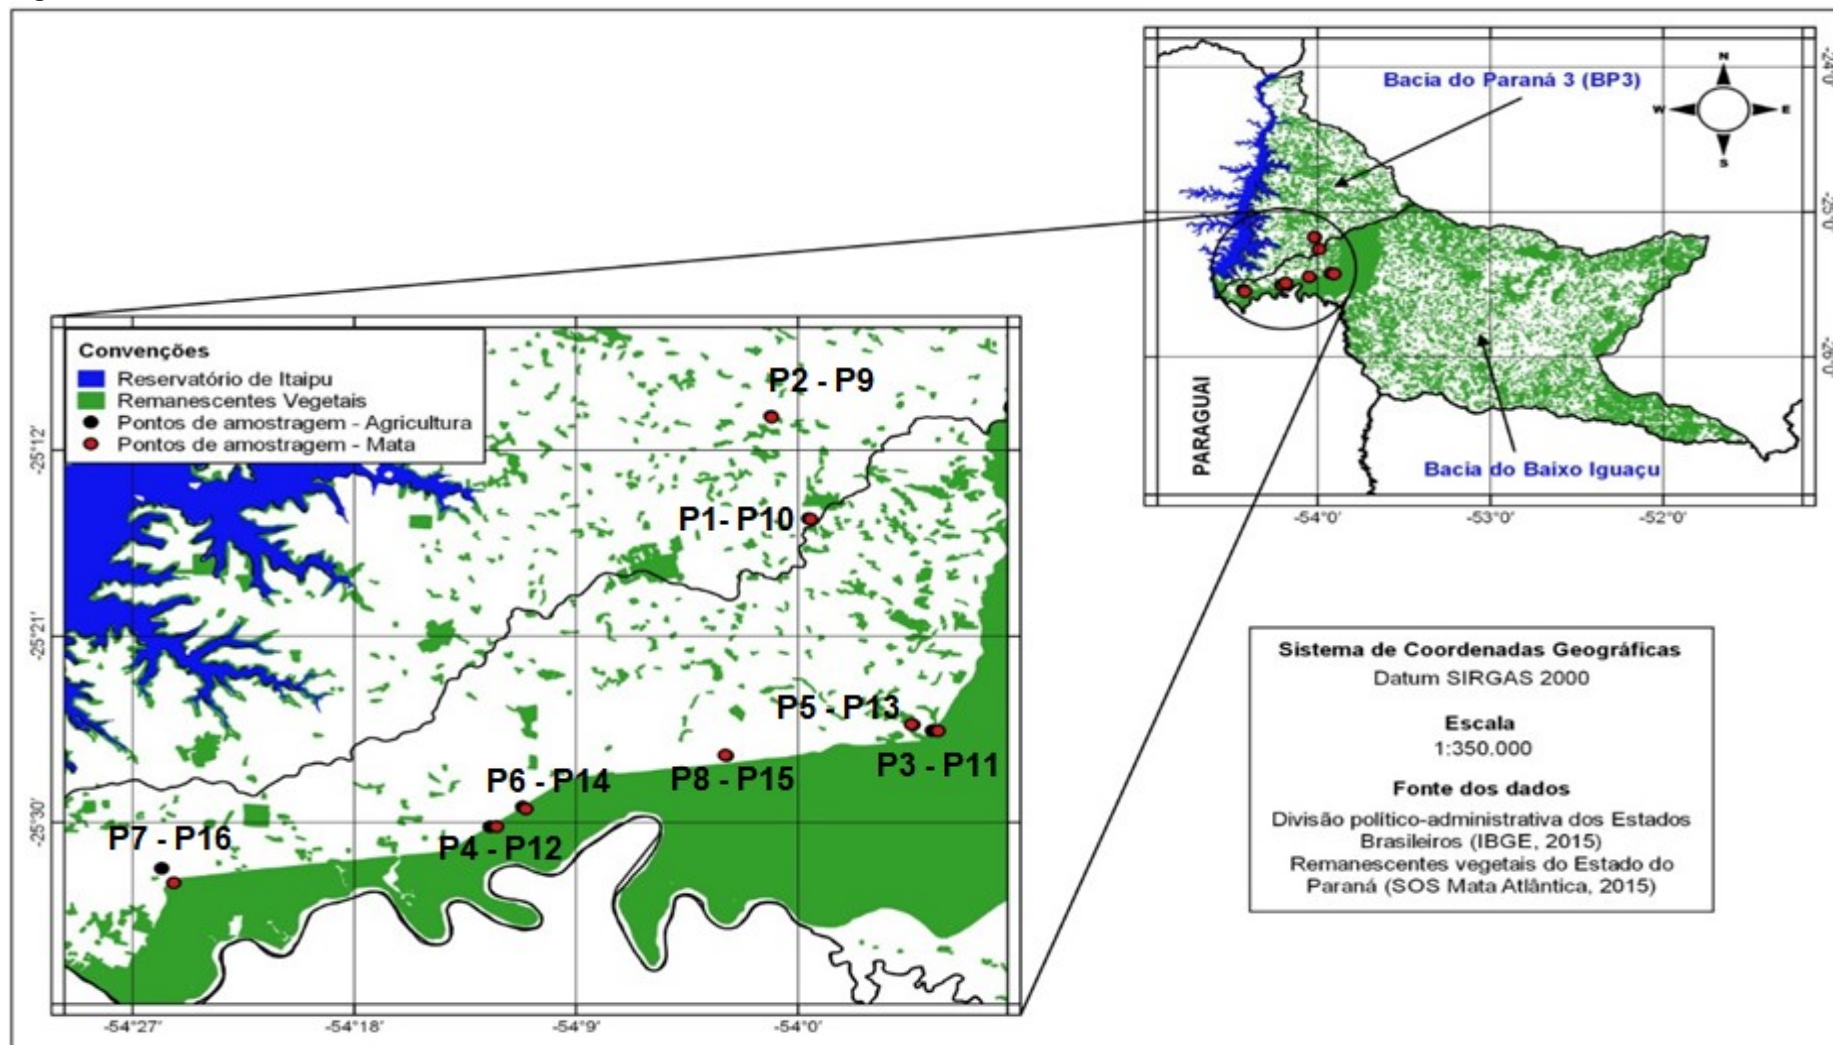 Bacia do Paraná 3 (BP3)
N
W
E
S
-24°0'
-25°0'
-26°0'
PARAGUAI
Bacia do Baixo Iguaçu
-54°0'
-53°0'
-52°0'
Convenções
Reservatório de Itaipu
Remanescentes Vegetais
Pontos de amostragem - Agricultura
Pontos de amostragem - Mata
P2 - P9
P1- P10
P5 - P13
P3 - P11
P8 - P15
P6 - P14
P4 - P12
P7 - P16
-25°12'
-25°21'
-25°30'
-54°27'
-54°18'
-54°9'
-54°0'
Sistema de Coordenadas Geográficas
Datum SIRGAS 2000
Escala
1:350.000
Fonte dos dados
Divisão político-administrativa dos Estados
Brasileiros (IBGE, 2015)
Remanescentes vegetais do Estado do
Paraná (SOS Mata Atlântica, 2015)